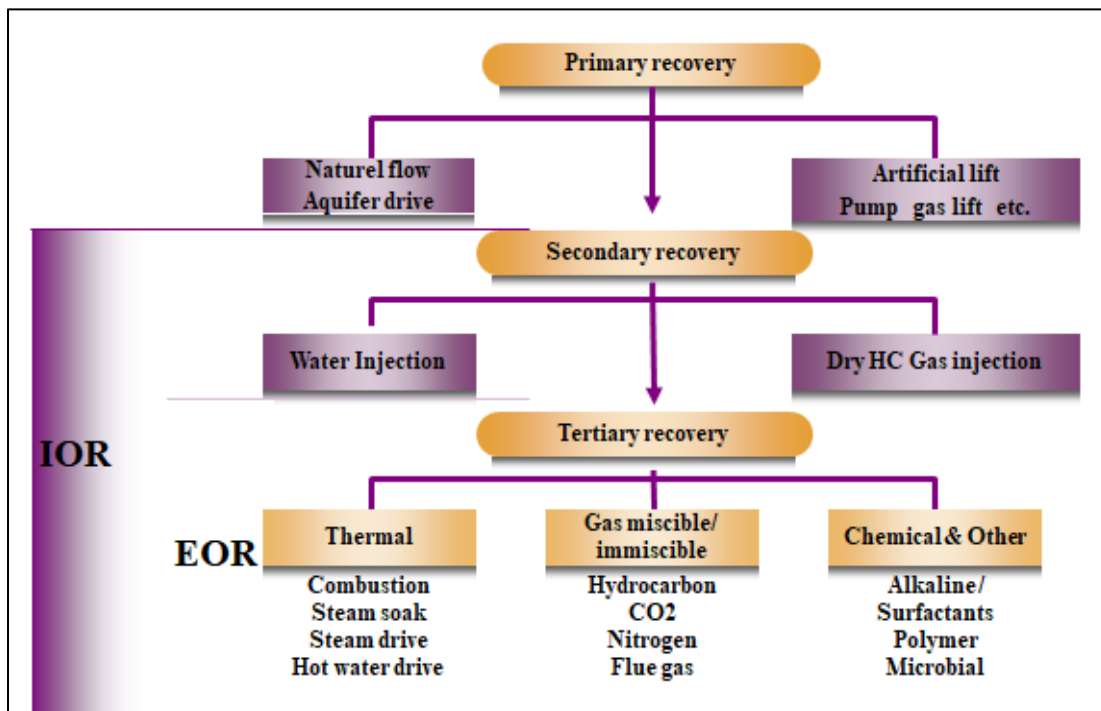 Primary recovery
Naturel flow
Aquifer drive
Artificial lift
Pump gas lift etc.
Secondary recovery
Water Injection
Dry HC Gas injection
Tertiary recovery
IOR
EOR
Thermal
Combustion
Steam soak
Steam drive
Hot water drive
Gas miscible/
immiscible
Hydrocarbon
CO2
Nitrogen
Flue gas
Chemical & Other
Alkaline/
Surfactants
Polymer
Microbial